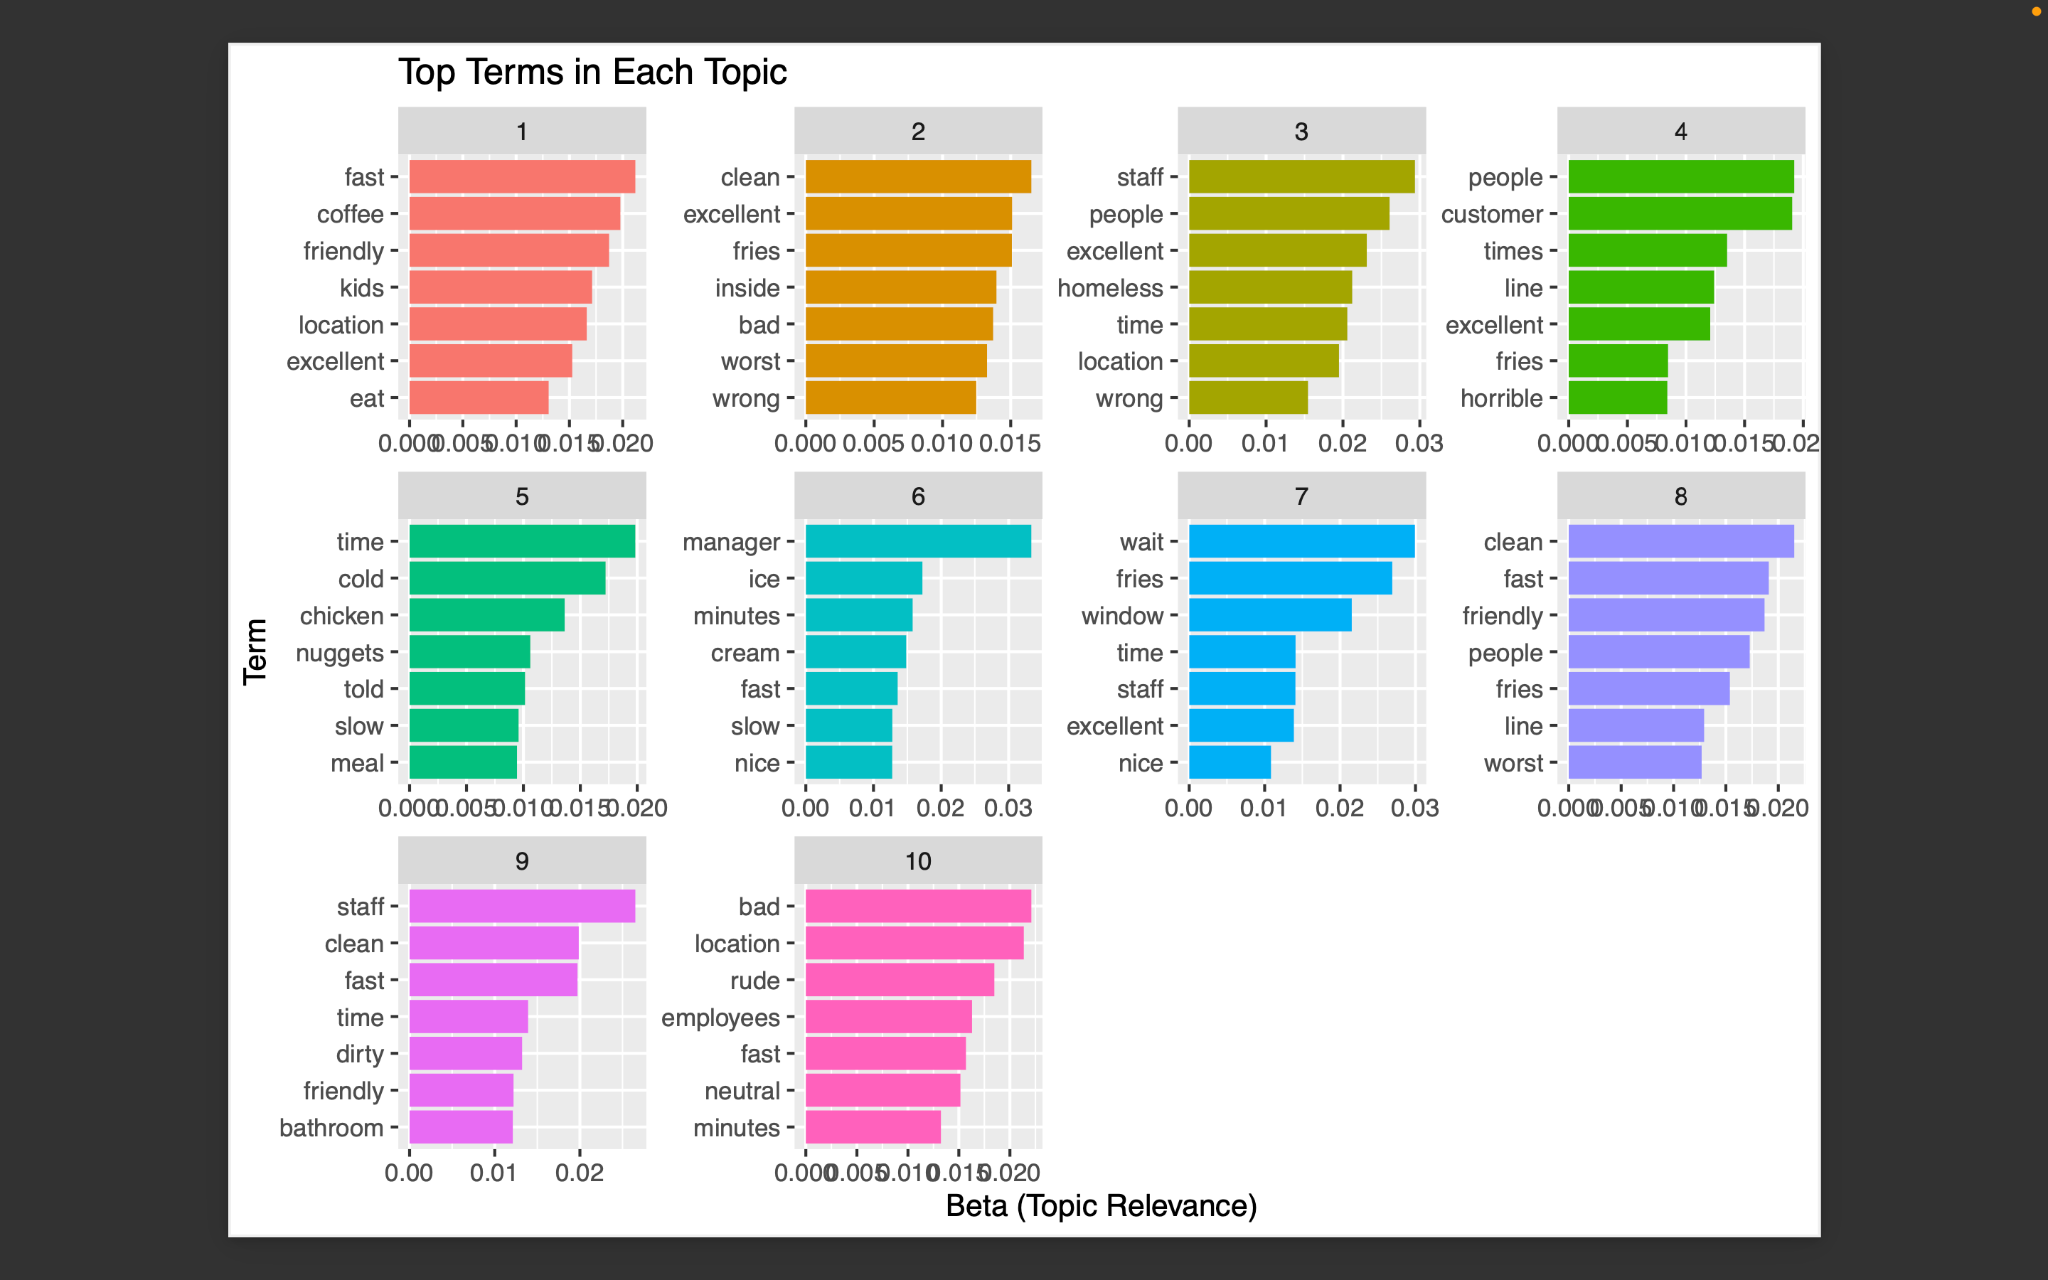 Top Terms in Each Topic
1
fast
coffee
friendly
kids
location
excellent
eat
0.000 0.005 0.010 0.015 0.020
2
clean
excellent
fries
inside
bad
worst
wrong
0.000 0.005 0.010 0.015
3
staff
people
excellent
homeless
time
location
wrong
0.00 0.01 0.02 0.03
4
people
customer
times
line
excellent
fries
horrible
0.000 0.005 0.010 0.015 0.02
5
time
cold
chicken
nuggets
told
slow
meal
0.000 0.005 0.010 0.015 0.020
6
manager
ice
minutes
cream
fast
slow
nice
0.00 0.01 0.02 0.03
7
wait
fries
window
time
staff
excellent
nice
0.00 0.01 0.02 0.03
8
clean
fast
friendly
people
fries
line
worst
0.000 0.005 0.010 0.015 0.020
9
staff
clean
fast
time
dirty
friendly
bathroom
0.00 0.01 0.02
10
bad
location
rude
employees
fast
neutral
minutes
0.000 0.005 0.010 0.015 0.020
Term
Beta (Topic Relevance)